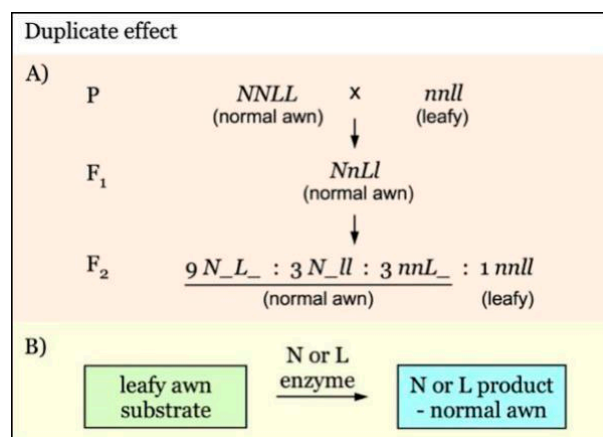 Duplicate effect
A)
P NNLL x nnll
(normal awn) (leafy)
F1 NnLl
(normal awn)
F2 9 N_L_ : 3 N_ll : 3 nnL_ : 1 nnll
(normal awn) (leafy)
B)
N or L
enzyme
leafy awn
substrate
N or L product
- normal awn